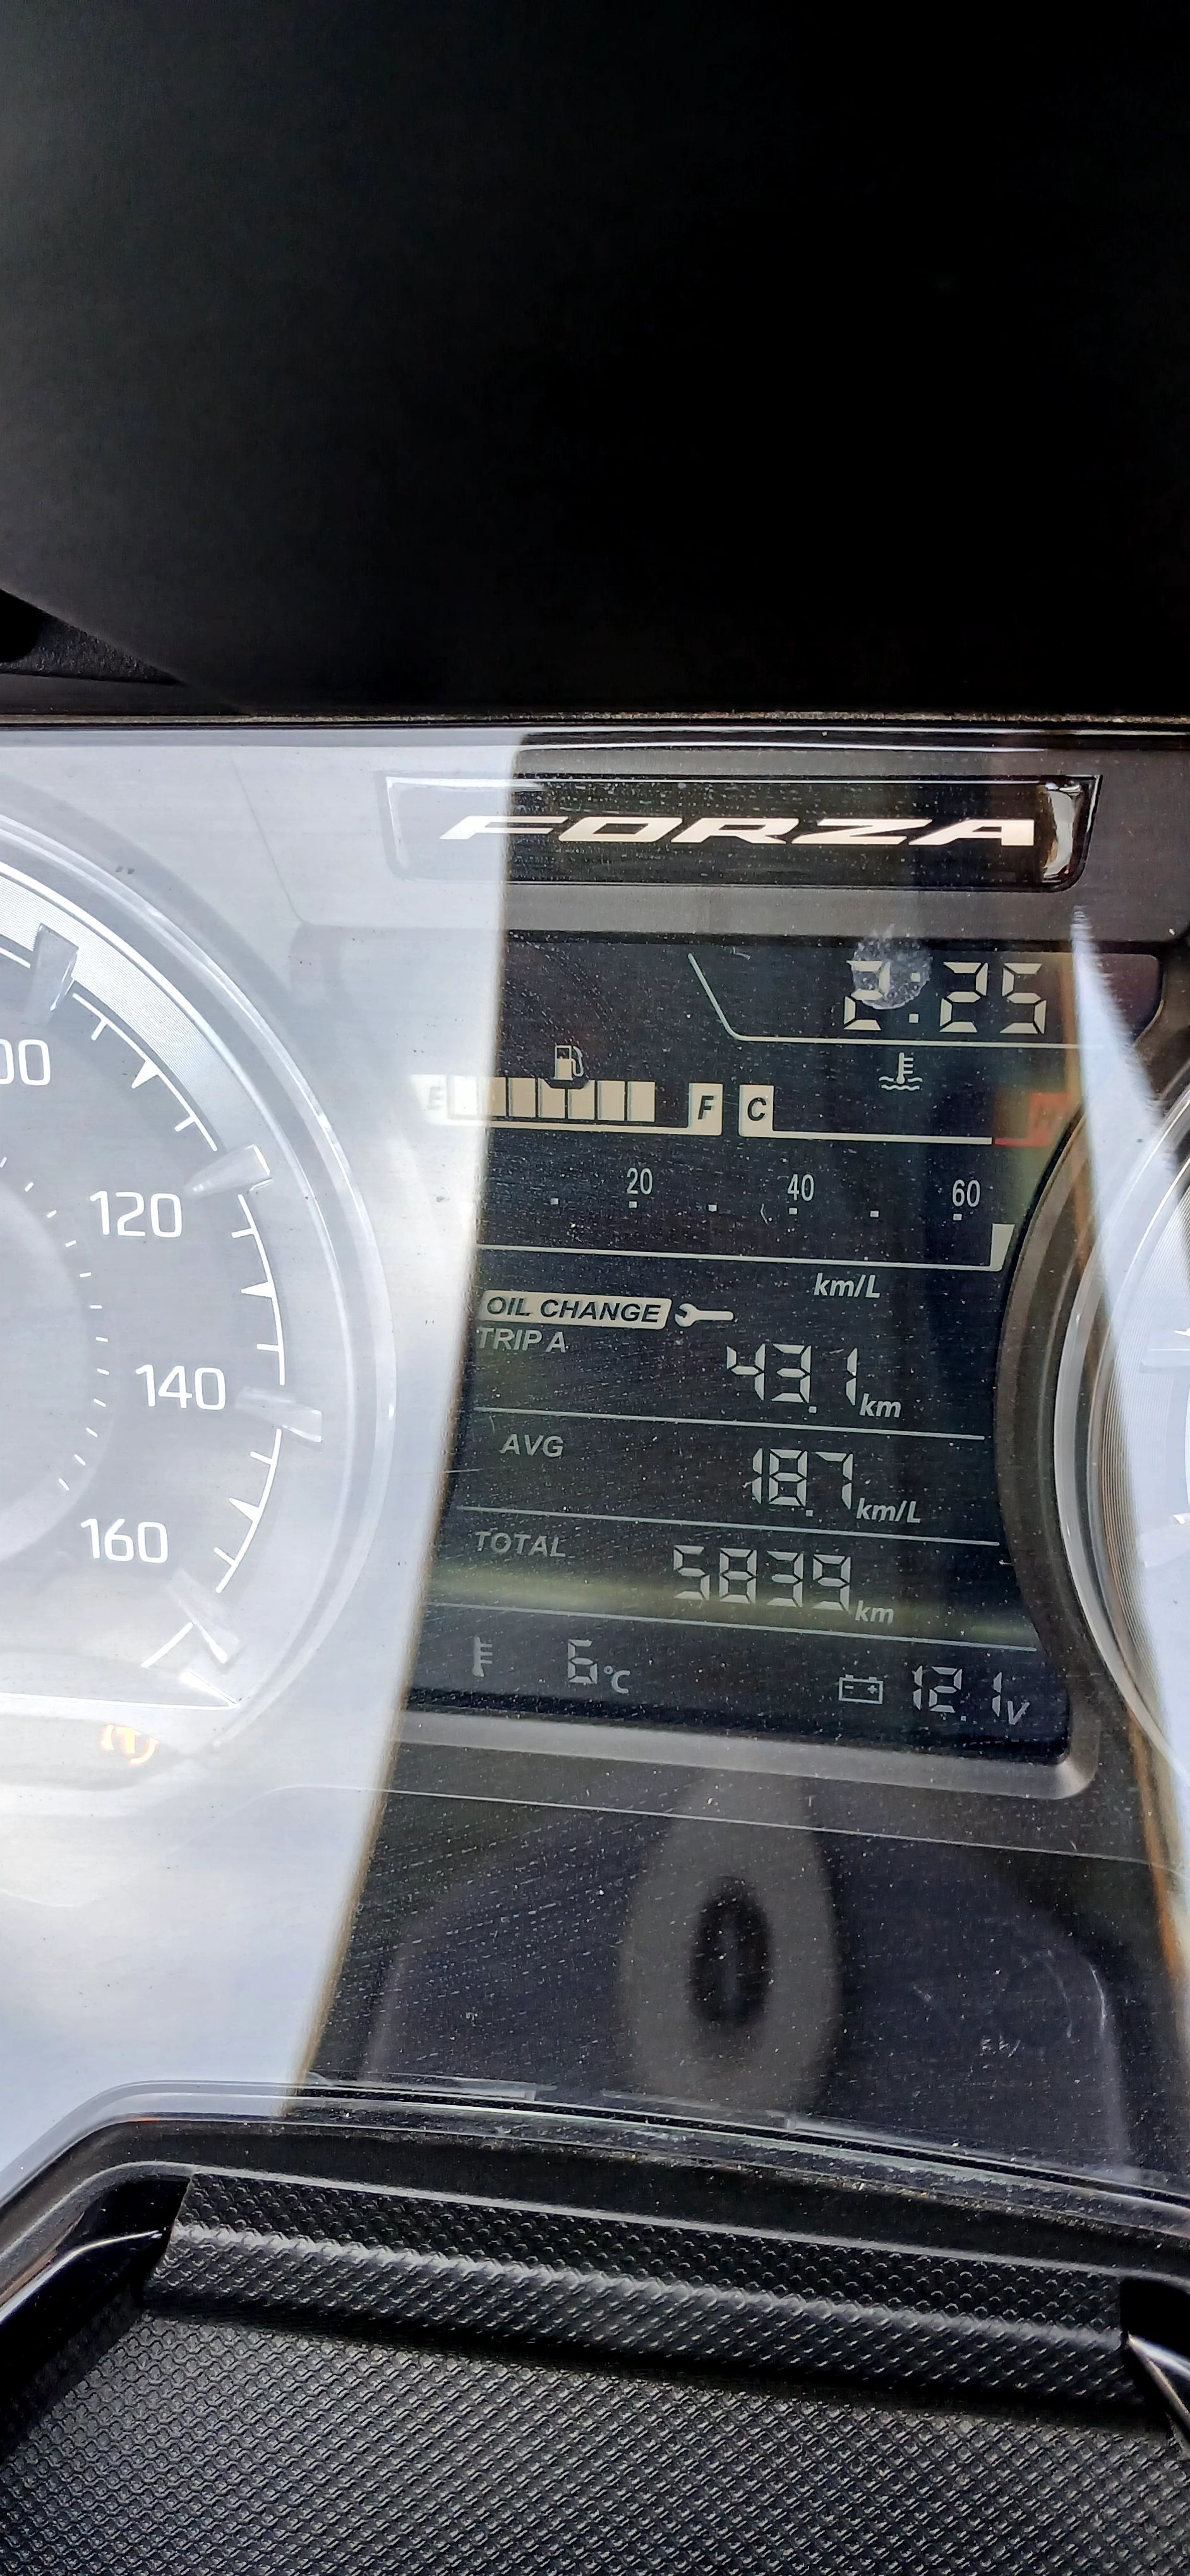 FORZA
2:25
E F C H
20 40 60
km/L
OIL CHANGE
TRIP A 43.1 km
AVG 18.7 km/L
TOTAL 5839 km
6°C 12.1 V
120
140
160